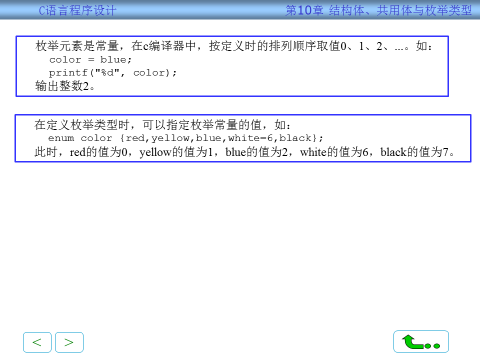 C语言程序设计
第10章 结构体、共用体与枚举类型
枚举元素是常量，在c编译器中，按定义时的排列顺序取值0、1、2、...。如：
color = blue;
printf("%d", color);
输出整数2。
在定义枚举类型时，可以指定枚举常量的值，如：
enum color {red,yellow,blue,white=6,black};
此时，red的值为0，yellow的值为1，blue的值为2，white的值为6，black的值为7。
< >